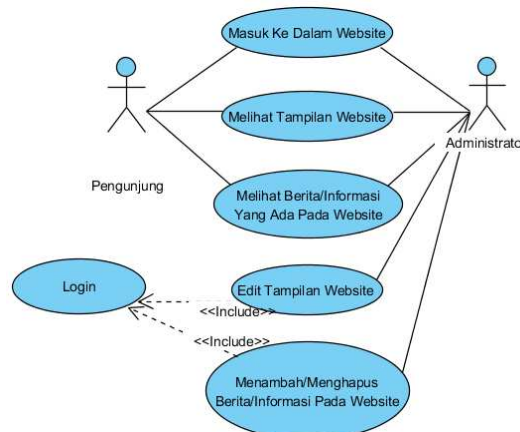 Masuk Ke Dalam Website
Melihat Tampilan Website
Administrato
Pengunjung
Melihat Berita/Informasi
Yang Ada Pada Website
Login
Edit Tampilan Website
<<Include>>
<<Include>>
Menambah/Menghapus
Berita/Informasi Pada Website